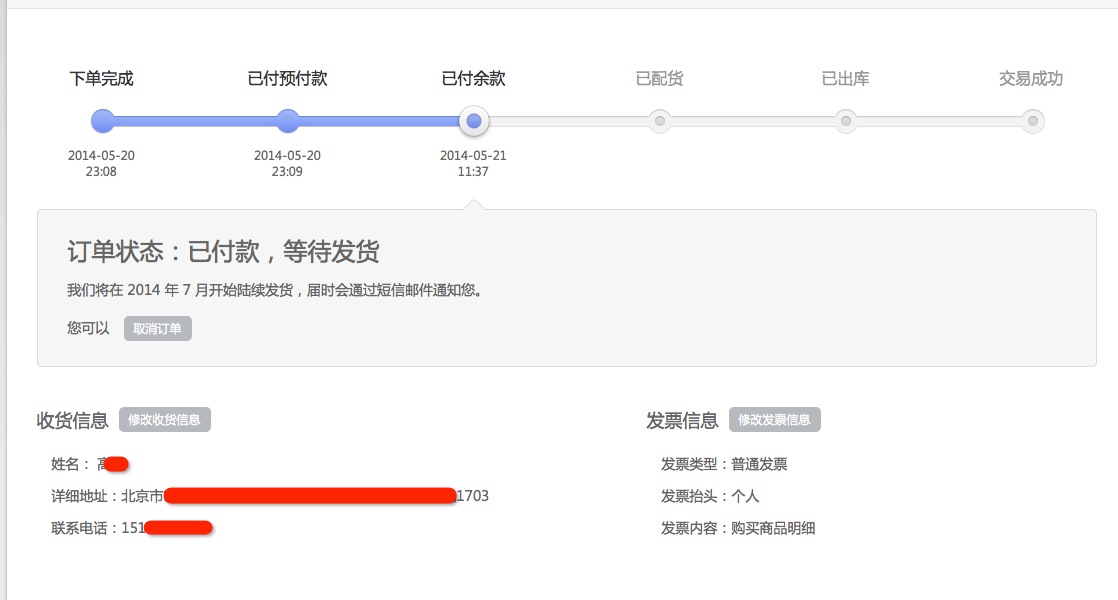 下单完成 已付预付款 已付余款 已配货 已出库 交易成功
2014-05-20 2014-05-20 2014-05-21
23:08 23:09 11:37
订单状态：已付款，等待发货
我们将在 2014 年 7 月开始陆续发货，届时会通过短信邮件通知您。
您可以 取消订单
收货信息 修改收货信息
姓名：高
详细地址：北京市 1703
联系电话：151
发票信息 修改发票信息
发票类型：普通发票
发票抬头：个人
发票内容：购买商品明细